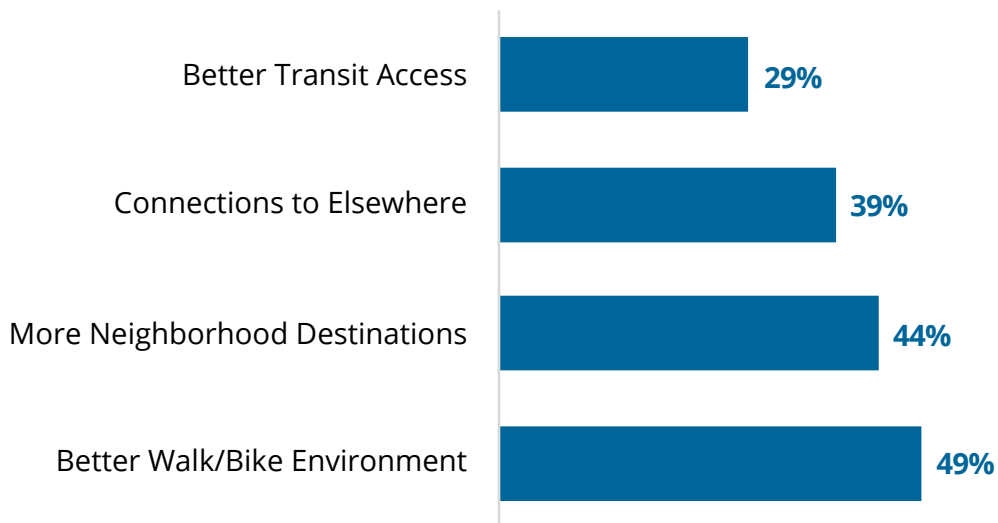 Better Transit Access 29%
Connections to Elsewhere 39%
More Neighborhood Destinations 44%
Better Walk/Bike Environment 49%